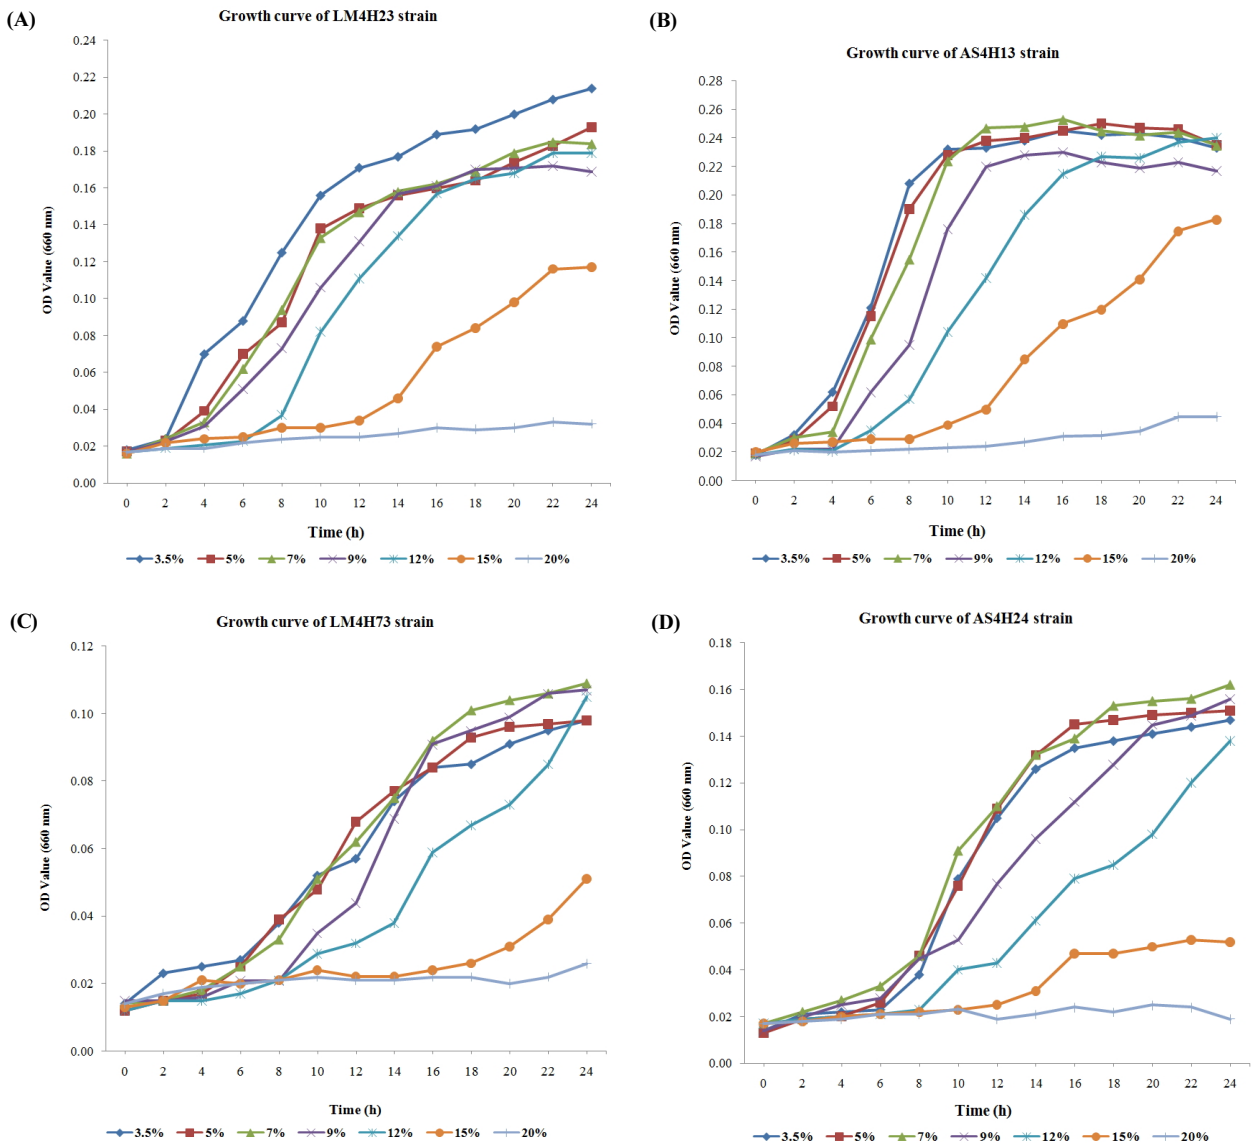 (A)
Growth curve of LM4H23 strain
0.24
0.22
0.20
0.18
0.16
0.14
0.12
0.10
0.08
0.06
0.04
0.02
0.00
OD Value (660 nm)
0 2 4 6 8 10 12 14 16 18 20 22 24
Time (h)
3.5% 5% 7% 9% 12% 15% 20%
(B)
Growth curve of AS4H13 strain
0.28
0.26
0.24
0.22
0.20
0.18
0.16
0.14
0.12
0.10
0.08
0.06
0.04
0.02
0.00
OD Value (660 nm)
0 2 4 6 8 10 12 14 16 18 20 22 24
Time (h)
3.5% 5% 7% 9% 12% 15% 20%
(C)
Growth curve of LM4H73 strain
0.12
0.10
0.08
0.06
0.04
0.02
0.00
OD Value (660 nm)
0 2 4 6 8 10 12 14 16 18 20 22 24
Time (h)
3.5% 5% 7% 9% 12% 15% 20%
(D)
Growth curve of AS4H24 strain
0.18
0.16
0.14
0.12
0.10
0.08
0.06
0.04
0.02
0.00
OD Value (660 nm)
0 2 4 6 8 10 12 14 16 18 20 22 24
Time (h)
3.5% 5% 7% 9% 12% 15% 20%